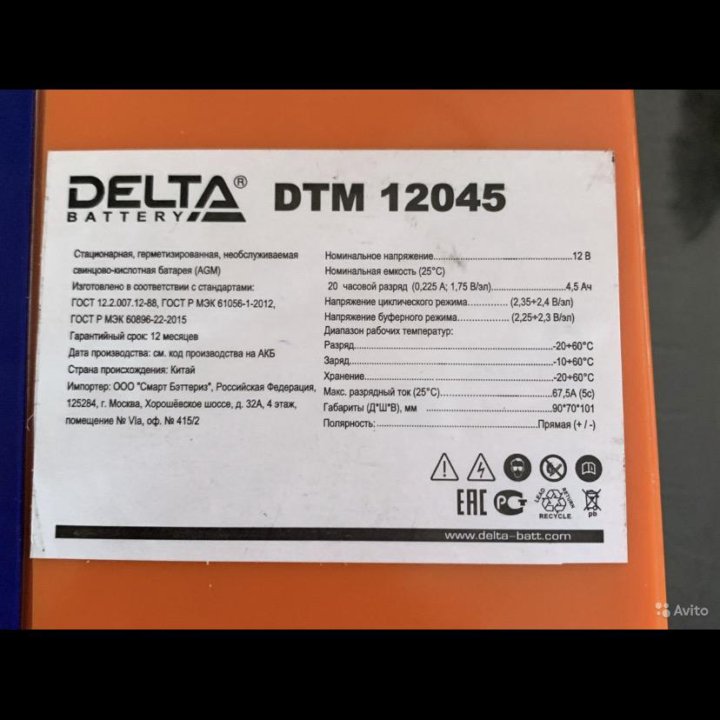 DELTA® DTM 12045
BATTERY
Стационарная, герметизированная, необслуживаемая
свинцово-кислотная батарея (AGM)
Изготовлено в соответствии с стандартами:
ГОСТ 12.2.007.12-88, ГОСТ Р МЭК 61056-1-2012,
ГОСТ Р МЭК 60896-22-2015
Гарантийный срок: 12 месяцев
Дата производства: см. код производства на АКБ
Страна происхождения: Китай
Импортер: ООО "Смарт Бэттериз", Российская Федерация,
125284, г. Москва, Хорошёвское шоссе, д. 32А, 4 этаж,
помещение № VIa, оф. № 415/2
Номинальное напряжение...12 В
Номинальная емкость (25°С)
20 часовой разряд (0,225 А; 1,75 В/эл)...4,5 Ач
Напряжение циклического режима... (2,35÷2,4 В/эл)
Напряжение буферного режима... (2,25÷2,3 В/эл)
Диапазон рабочих температур:
Разряд...-20+60°С
Заряд...-10+60°С
Хранение...-20+60°С
Макс. разрядный ток (25°С)...67,5А (5с)
Габариты (Д*Ш*В), мм...90*70*101
Полярность:...Прямая (+ / -)
EAC РСТ LEAD RETURN RECYCLE Pb
www.delta-batt.com
Avito